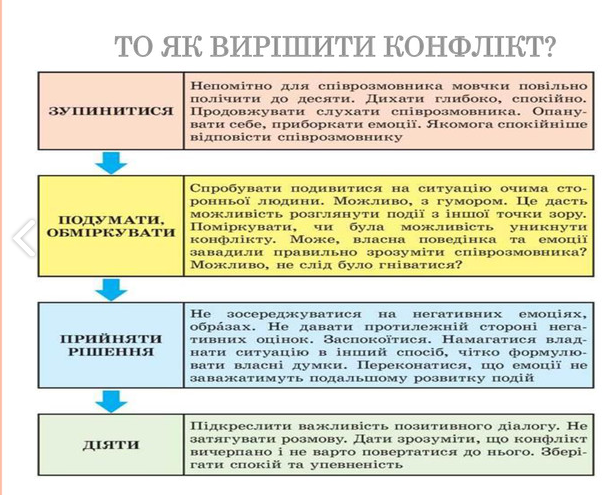 ТО ЯК ВИРІШИТИ КОНФЛІКТ?
ЗУПИНИТИСЯ
Непомітно для співрозмовника мовчки повільно
полічити до десяти. Дихати глибоко, спокійно.
Продовжувати слухати співрозмовника. Опану-
вати себе, приборкати емоції. Якомога спокійніше
відповісти співрозмовнику
ПОДУМАТИ,
ОБМІРКУВАТИ
Спробувати подивитися на ситуацію очима сто-
ронньої людини. Можливо, з гумором. Це дасть
можливість розглянути події з іншої точки зору.
Поміркувати, чи була можливість уникнути
конфлікту. Може, власна поведінка та емоції
завадили правильно зрозуміти співрозмовника?
Можливо, не слід було гніватися?
ПРИЙНЯТИ
РІШЕННЯ
Не зосереджуватися на негативних емоціях,
обра́зах. Не давати протилежній стороні нега-
тивних оцінок. Заспокоїтися. Намагатися влад-
нати ситуацію в інший спосіб, чітко формулю-
вати власні думки. Переконатися, що емоції не
заважатимуть подальшому розвитку подій
ДІЯТИ
Підкреслити важливість позитивного діалогу. Не
затягувати розмову. Дати зрозуміти, що конфлікт
вичерпано і не варто повертатися до нього. Збері-
гати спокій та упевненість